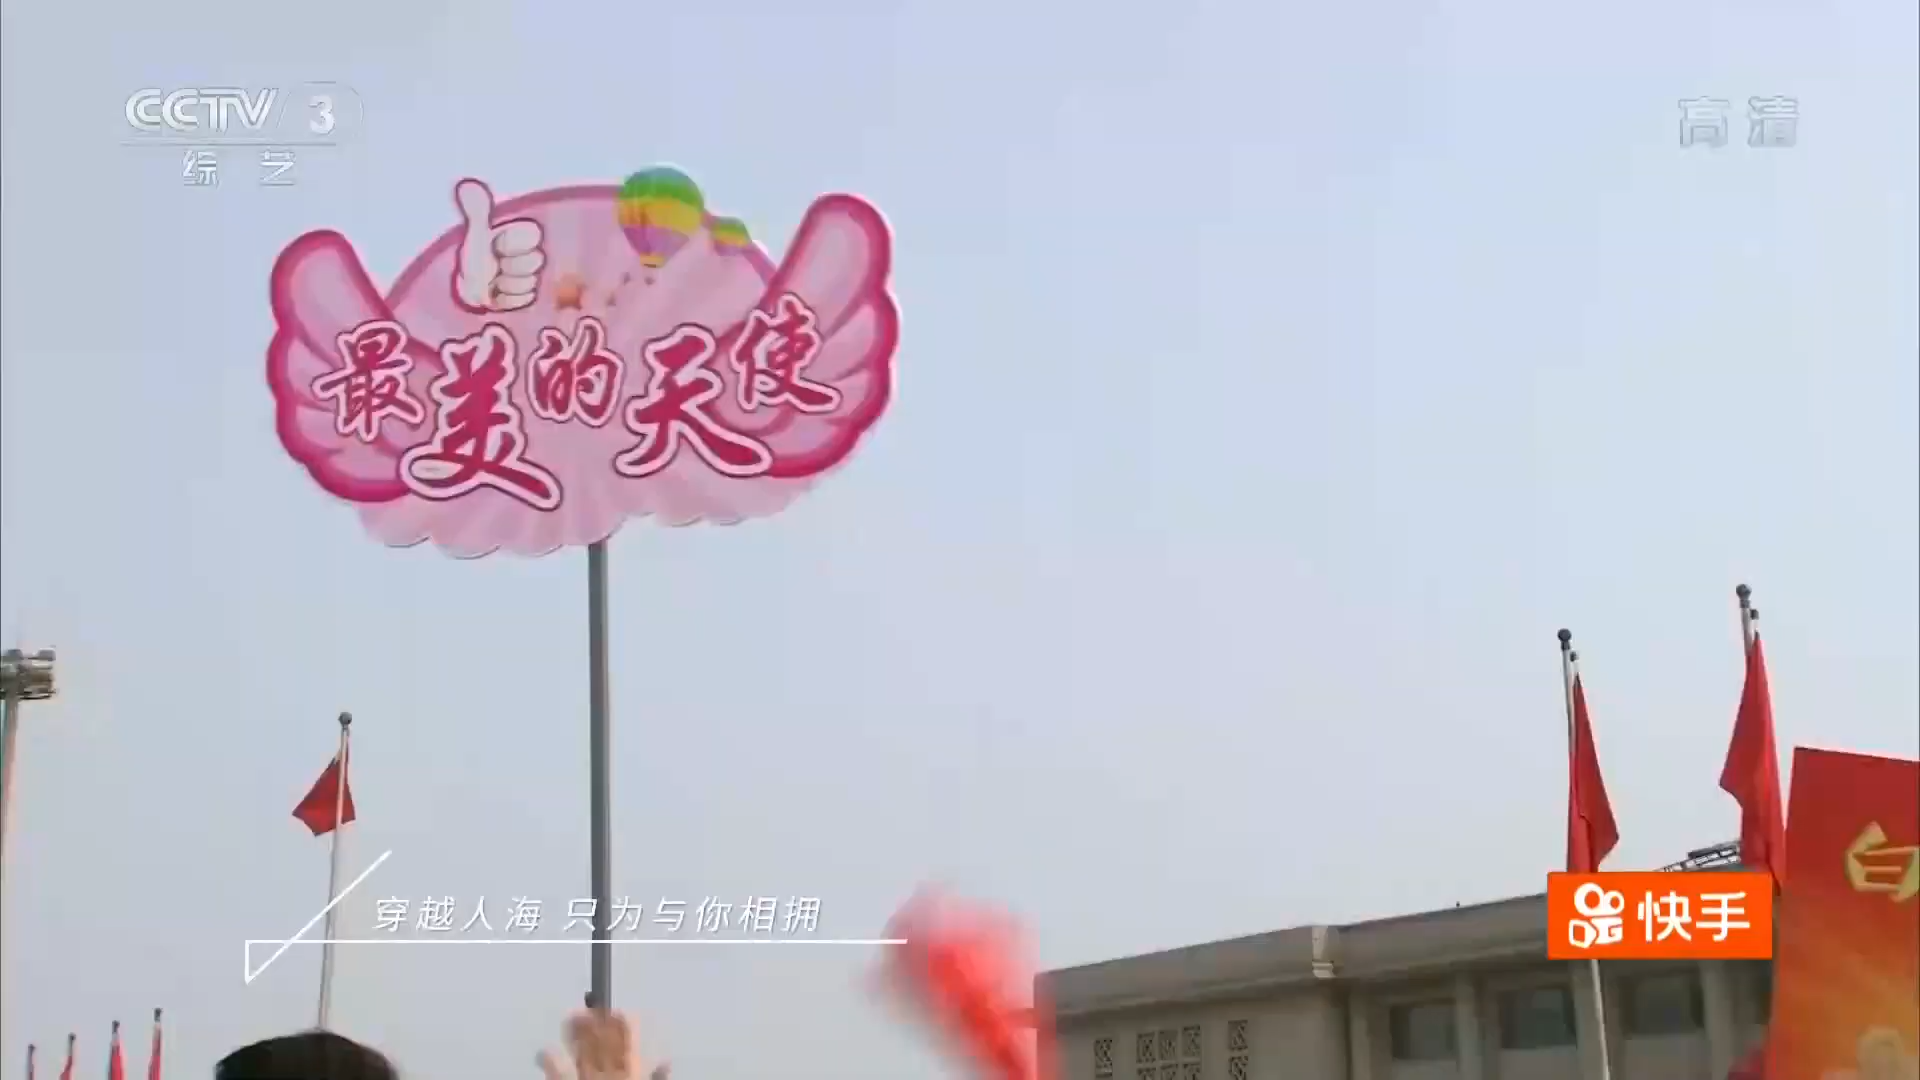 CCTV 3
综艺
高清
最美的天使
穿越人海 只为与你相拥
快手
白